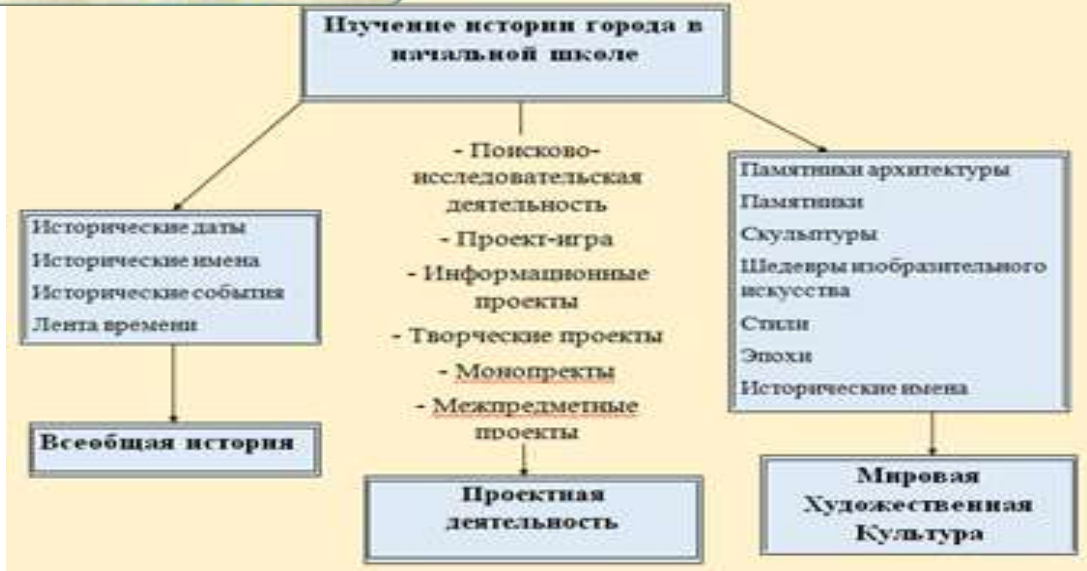 Изучение истории города в
начальной школе
Исторические даты
Исторические имена
Исторические события
Лента времени
Всеобщая история
- Поисково-
исследовательская
деятельность
- Проект-игра
- Информационные
проекты
- Творческие проекты
- Монопректы
- Межпредметные
проекты
Проектная
деятельность
Памятники архитектуры
Памятники
Скульптуры
Шедевры изобразительного
искусства
Стили
Эпохи
Исторические имена
Мировая
Художественная
Культура